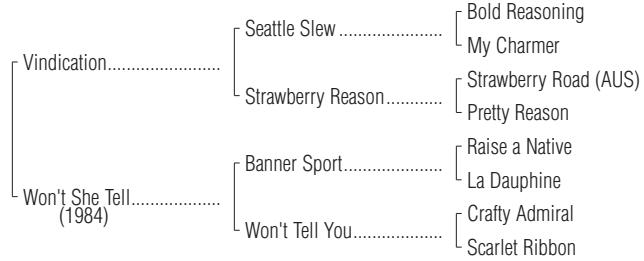 Bold Reasoning
Seattle Slew ....................
My Charmer
Vindication......................
Strawberry Road (AUS)
Strawberry Reason...........
Pretty Reason
Raise a Native
Banner Sport...................
La Dauphine
Won't She Tell.................
(1984)
Crafty Admiral
Won't Tell You.................
Scarlet Ribbon